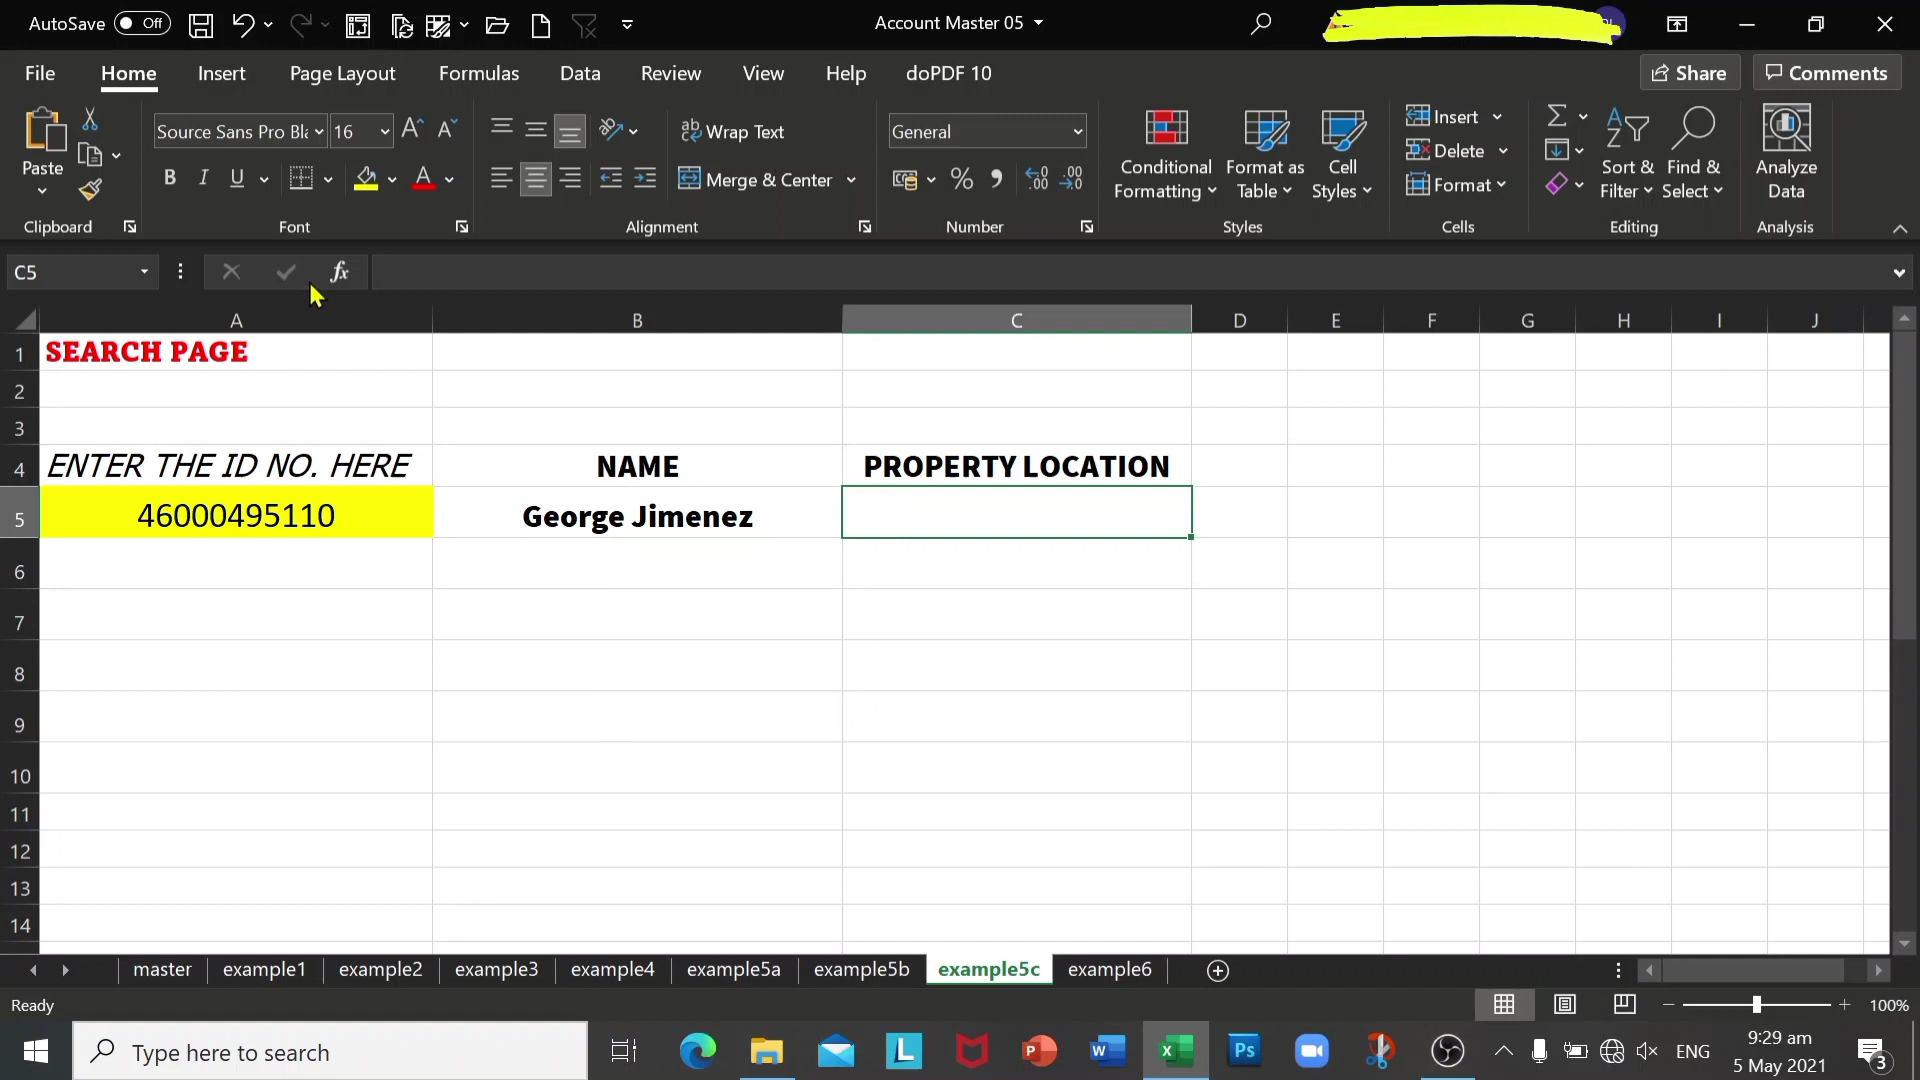 AutoSave Off Account Master 05
File Home Insert Page Layout Formulas Data Review View Help doPDF 10 Share Comments
Source Sans Pro Bla 16 Wrap Text General Insert
Paste Conditional Format as Cell Delete Sort & Find & Analyze
B I U A Merge & Center % Formatting Table Styles Format Filter Select Data
Clipboard Font Alignment Number Styles Cells Editing Analysis
C5 fx
A B C D E F G H I J
1 SEARCH PAGE
2
3
4 ENTER THE ID NO. HERE NAME PROPERTY LOCATION
5 46000495110 George Jimenez
6
7
8
9
10
11
12
13
14
master example1 example2 example3 example4 example5a example5b example5c example6
Ready 100%
Type here to search ENG 9:29 am
5 May 2021 3